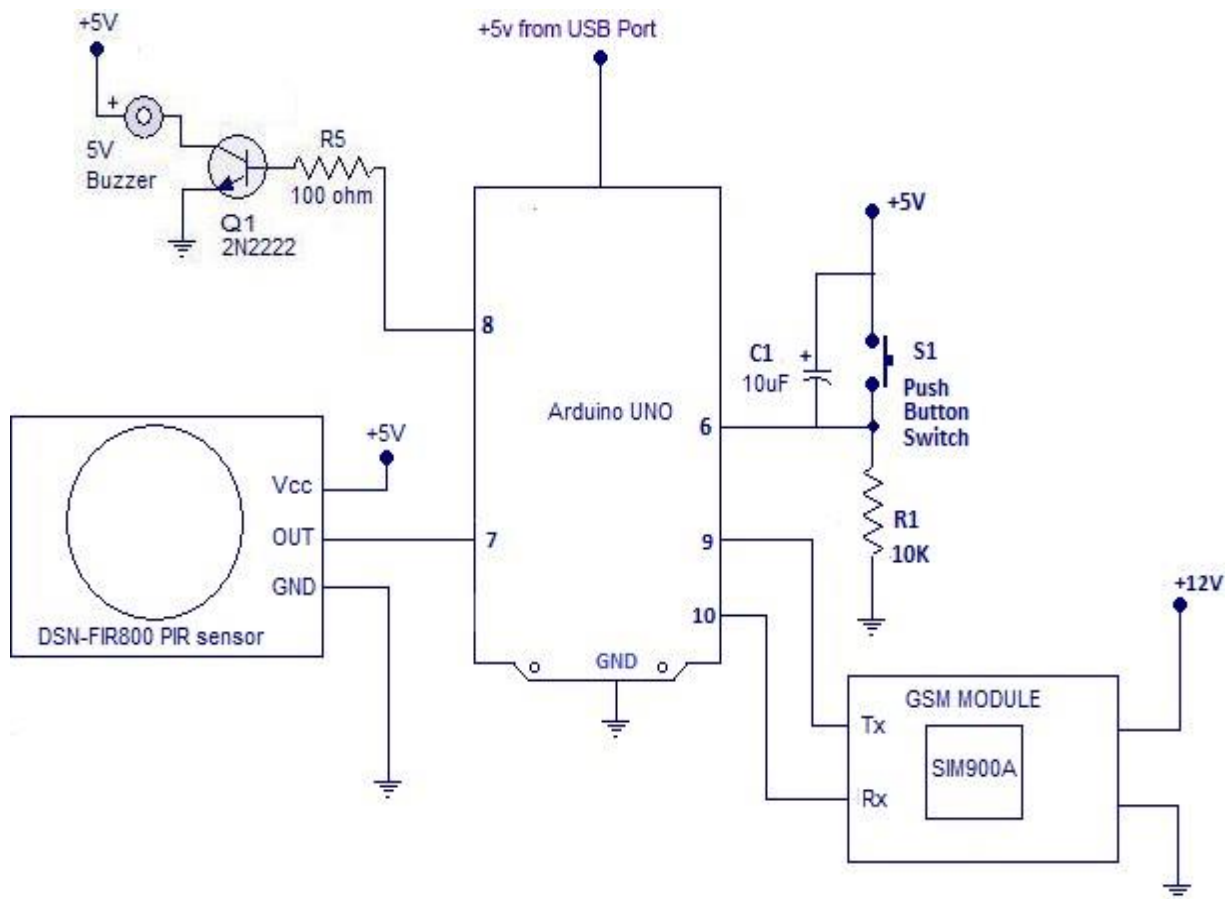 +5V
+5v from USB Port
+
5V
Buzzer
R5
100 ohm
Q1
2N2222
+5V
8
C1
10uF
+
S1
Push
Button
Switch
Arduino UNO
6
+5V
Vcc
OUT
GND
DSN-FIR800 PIR sensor
7
9
R1
10K
10
GND
+12V
GSM MODULE
Tx
SIM900A
Rx